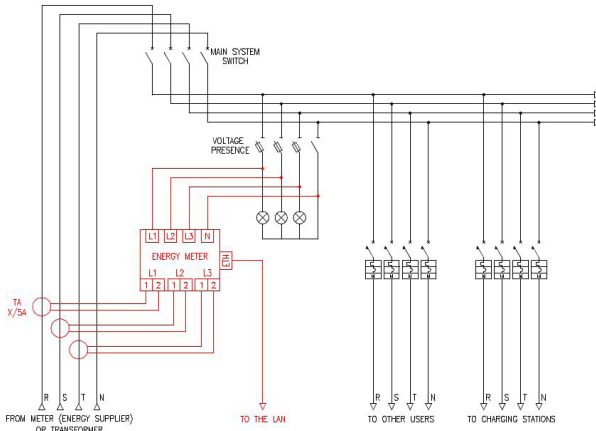 MAIN SYSTEM
SWITCH
VOLTAGE
PRESENCE
L1 L2 L3 N
ENERGY METER
ETH
L1 L2 L3
1 2 1 2 1 2
TA
X/5A
R S T N
R S T N
R S T N
FROM METER (ENERGY SUPPLIER)
OR TRANSFORMER
TO THE LAN
TO OTHER USERS
TO CHARGING STATIONS